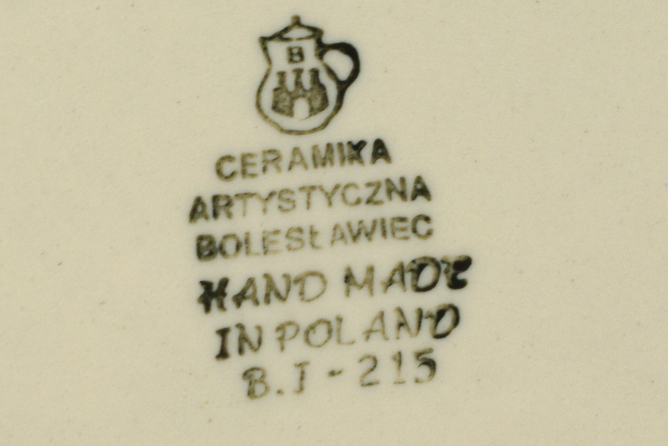 B
CERAMIKA
ARTYSTYCZNA
BOLESŁAWIEC
HAND MADE
IN POLAND
B.J-215